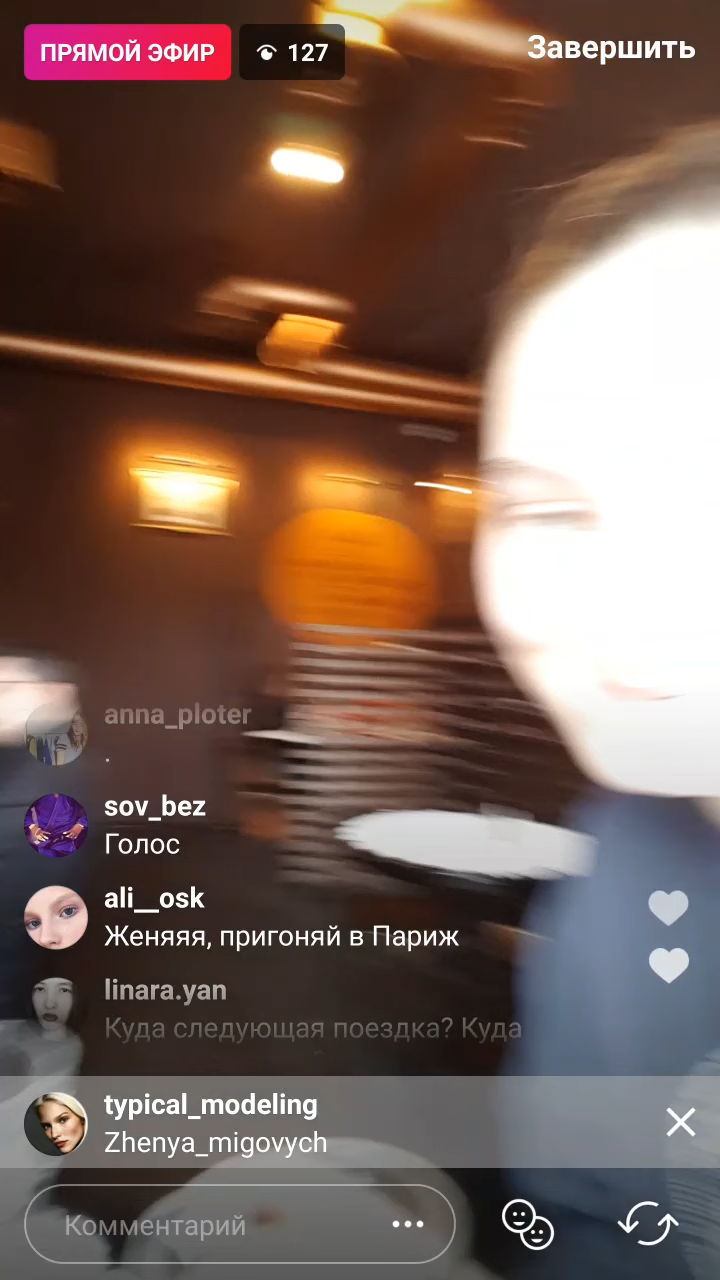 ПРЯМОЙ ЭФИР
127
Завершить
anna_ploter
.
sov_bez
Голос
ali__osk
Женяяя, пригоняй в Париж
linara.yan
Куда следующая поездка? Куда
typical_modeling
Zhenya_migovych
Комментарий